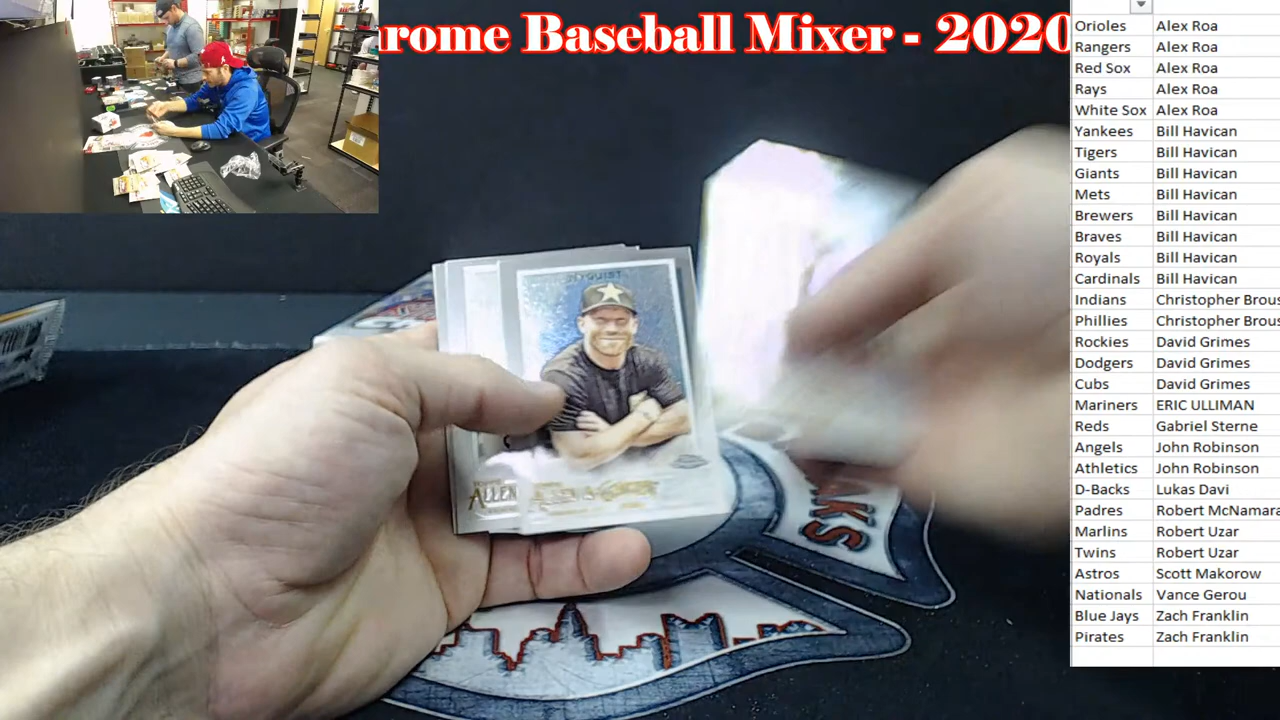 rome Baseball Mixer - 2020
Orioles Alex Roa
Rangers Alex Roa
Red Sox Alex Roa
Rays Alex Roa
White Sox Alex Roa
Yankees Bill Havican
Tigers Bill Havican
Giants Bill Havican
Mets Bill Havican
Brewers Bill Havican
Braves Bill Havican
Royals Bill Havican
Cardinals Bill Havican
Indians Christopher Brous
Phillies Christopher Brous
Rockies David Grimes
Dodgers David Grimes
Cubs David Grimes
Mariners ERIC ULLIMAN
Reds Gabriel Sterne
Angels John Robinson
Athletics John Robinson
D-Backs Lukas Davi
Padres Robert McNamara
Marlins Robert Uzar
Twins Robert Uzar
Astros Scott Makorow
Nationals Vance Gerou
Blue Jays Zach Franklin
Pirates Zach Franklin
ALLEN
AKS